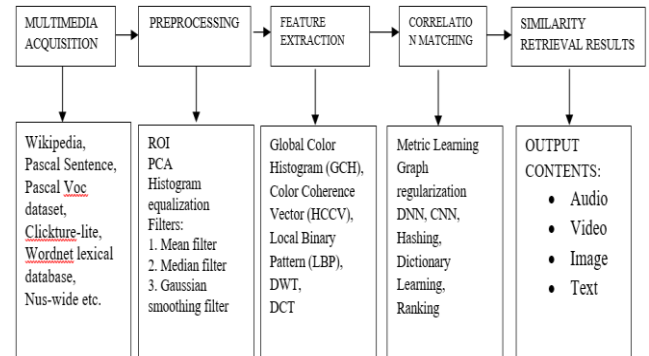 MULTIMEDIA
ACQUISITION
PREPROCESSING
FEATURE
EXTRACTION
CORRELATIO
N MATCHING
SIMILARITY
RETRIEVAL RESULTS
Wikipedia,
Pascal Sentence,
Pascal Voc
dataset,
Clickture-lite,
Wordnet lexical
database,
Nus-wide etc.
ROI
PCA
Histogram
equalization
Filters:
1. Mean filter
2. Median filter
3. Gaussian
smoothing filter
Global Color
Histogram (GCH),
Color Coherence
Vector (HCCV),
Local Binary
Pattern (LBP),
DWT,
DCT
Metric Learning
Graph
regularization
DNN, CNN,
Hashing,
Dictionary
Learning,
Ranking
OUTPUT
CONTENTS:
• Audio
• Video
• Image
• Text